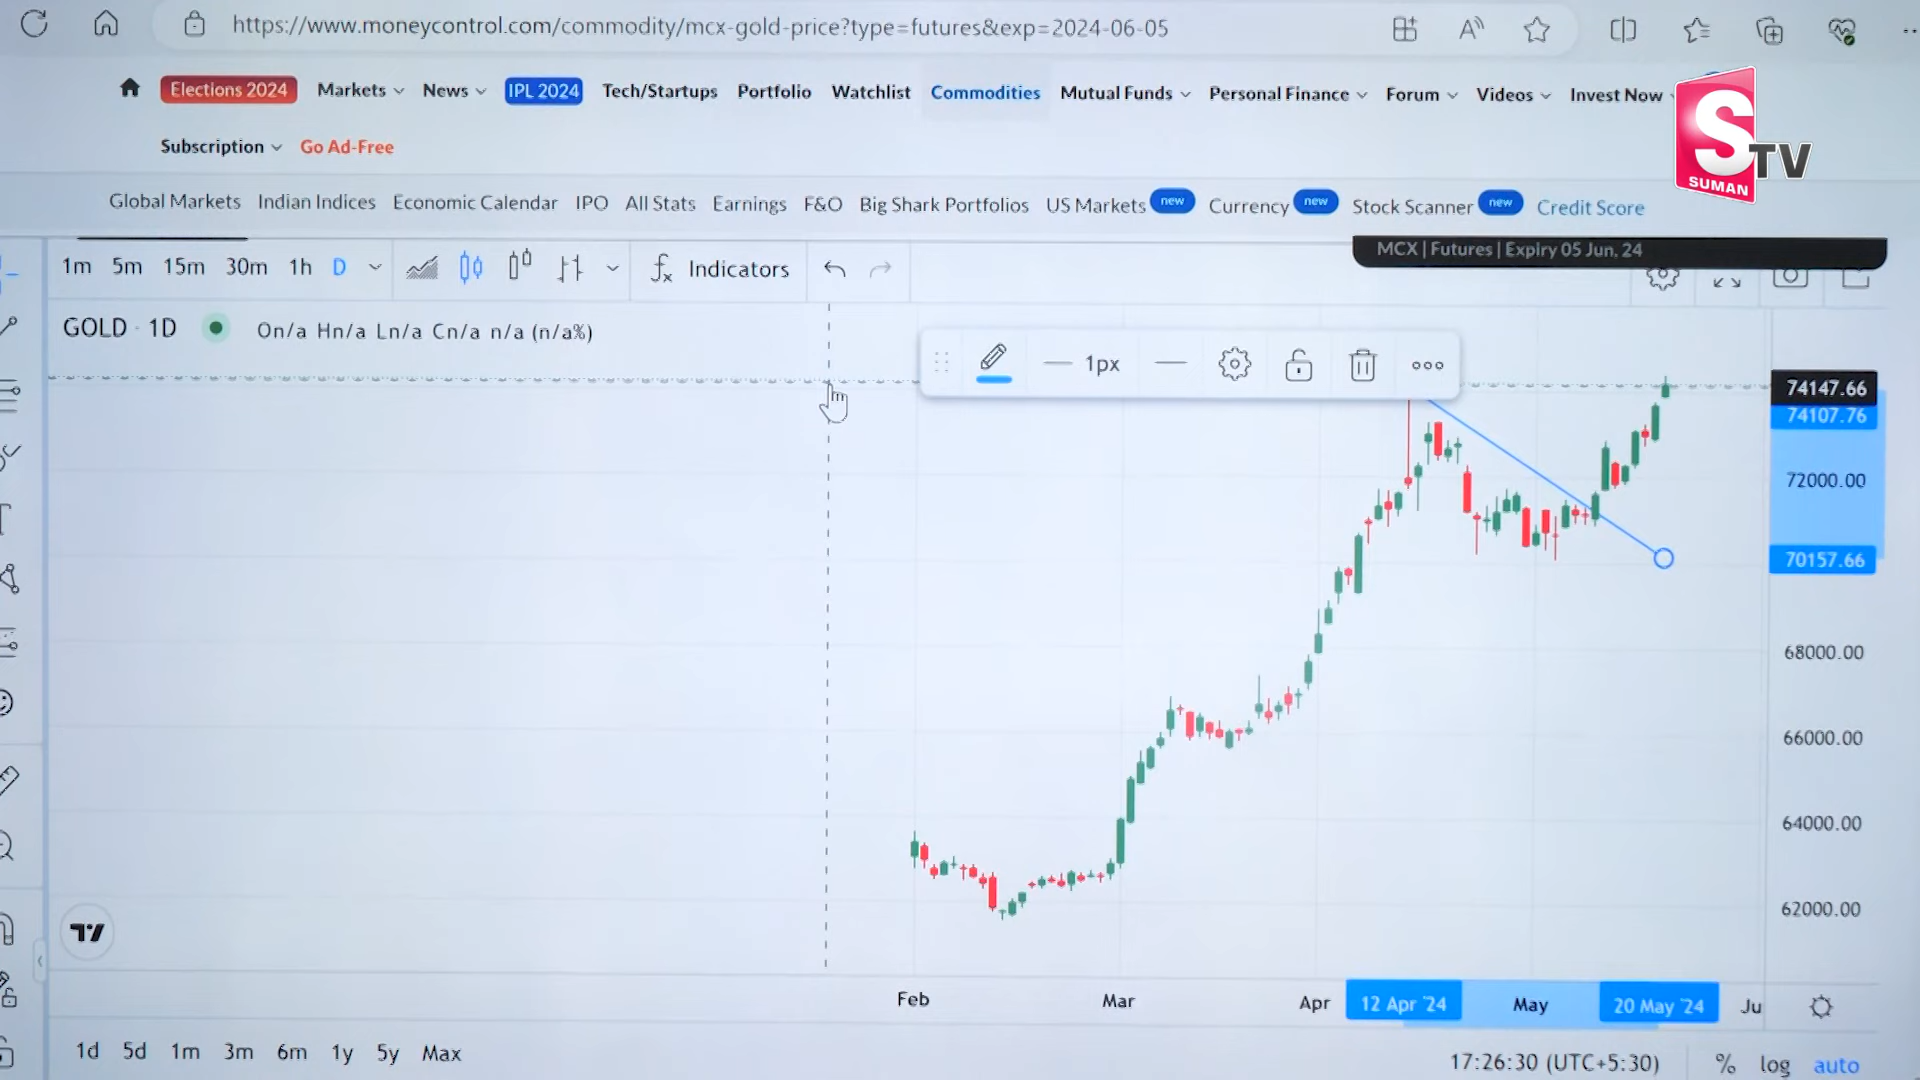 https://www.moneycontrol.com/commodity/mcx-gold-price?type=futures&exp=2024-06-05
Elections 2024 Markets News IPL 2024 Tech/Startups Portfolio Watchlist Commodities Mutual Funds Personal Finance Forum Videos Invest Now
Subscription Go Ad-Free
S TV
SUMAN
Global Markets Indian Indices Economic Calendar IPO All Stats Earnings F&O Big Shark Portfolios US Markets new Currency new Stock Scanner new Credit Score
MCX | Futures | Expiry 05 Jun, 24
1m 5m 15m 30m 1h D Indicators
GOLD · 1D On/a Hn/a Ln/a Cn/a n/a (n/a%)
1px
74147.66
74107.76
72000.00
70157.66
68000.00
66000.00
64000.00
62000.00
Feb Mar Apr 12 Apr '24 May 20 May '24 Ju
1d 5d 1m 3m 6m 1y 5y Max
17:26:30 (UTC+5:30) % log auto